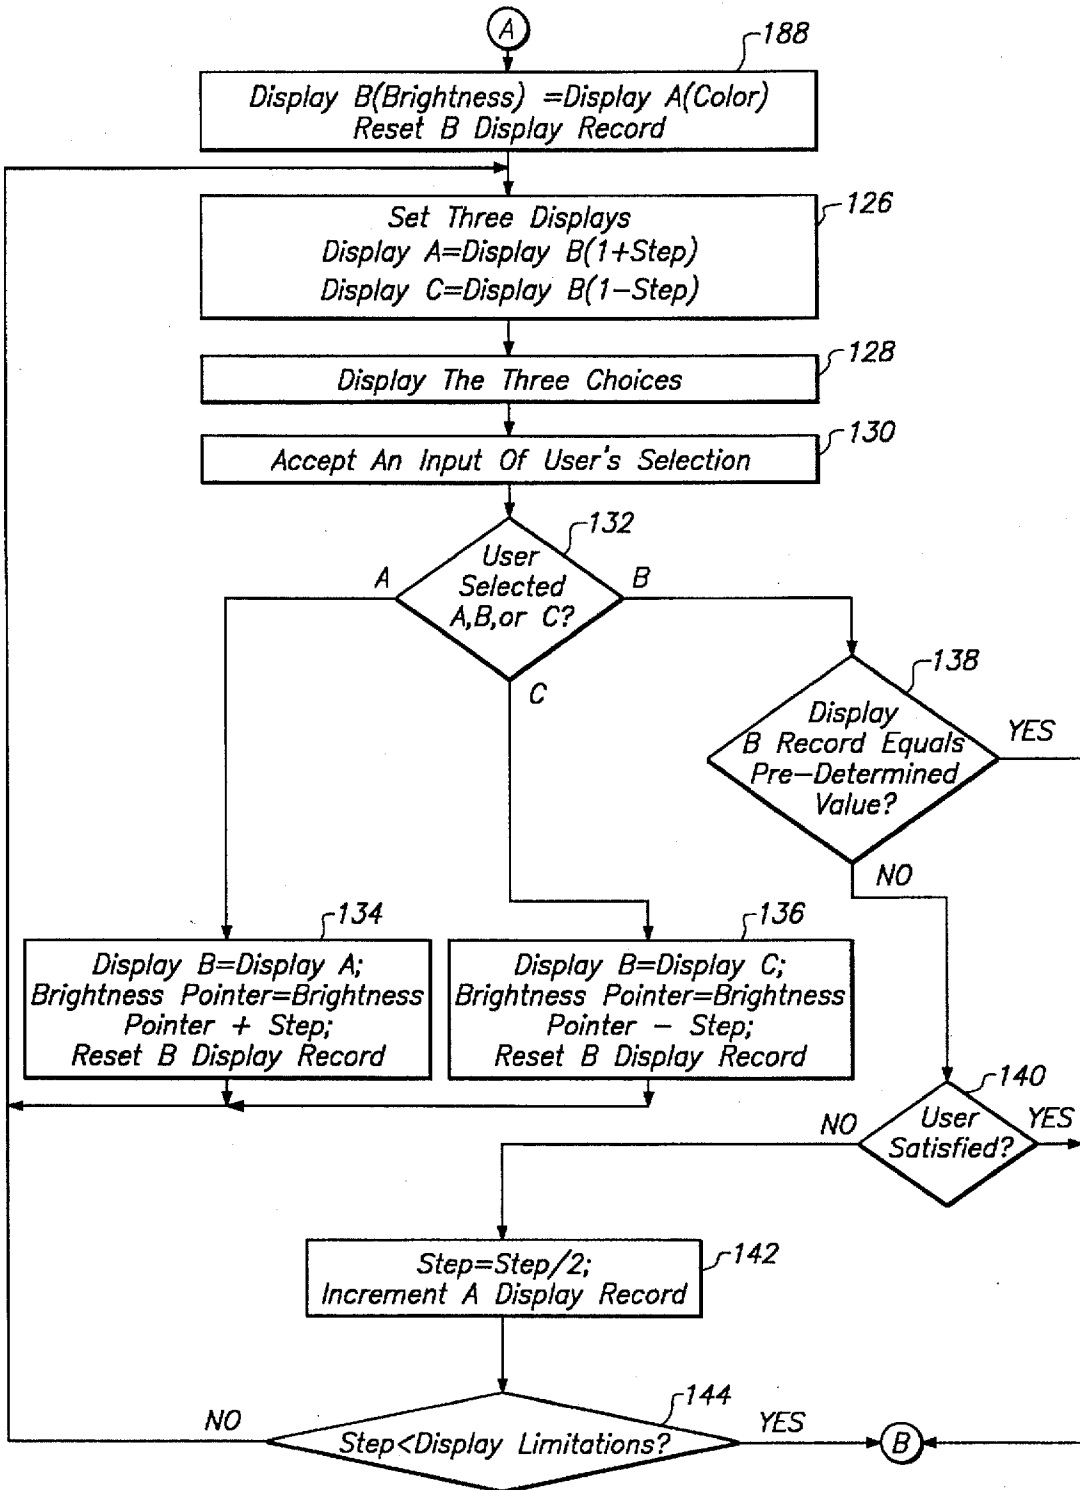 A
188
Display B(Brightness) =Display A(Color)
Reset B Display Record
126
Set Three Displays
Display A=Display B(1+Step)
Display C=Display B(1−Step)
128
Display The Three Choices
130
Accept An Input Of User's Selection
132
User
Selected
A,B,or C?
A
B
C
138
Display
B Record Equals
Pre−Determined
Value?
YES
NO
134
Display B=Display A;
Brightness Pointer=Brightness
Pointer + Step;
Reset B Display Record
136
Display B=Display C;
Brightness Pointer=Brightness
Pointer − Step;
Reset B Display Record
140
User
Satisfied?
NO
YES
142
Step=Step/2;
Increment A Display Record
144
Step<Display Limitations?
NO
YES
B